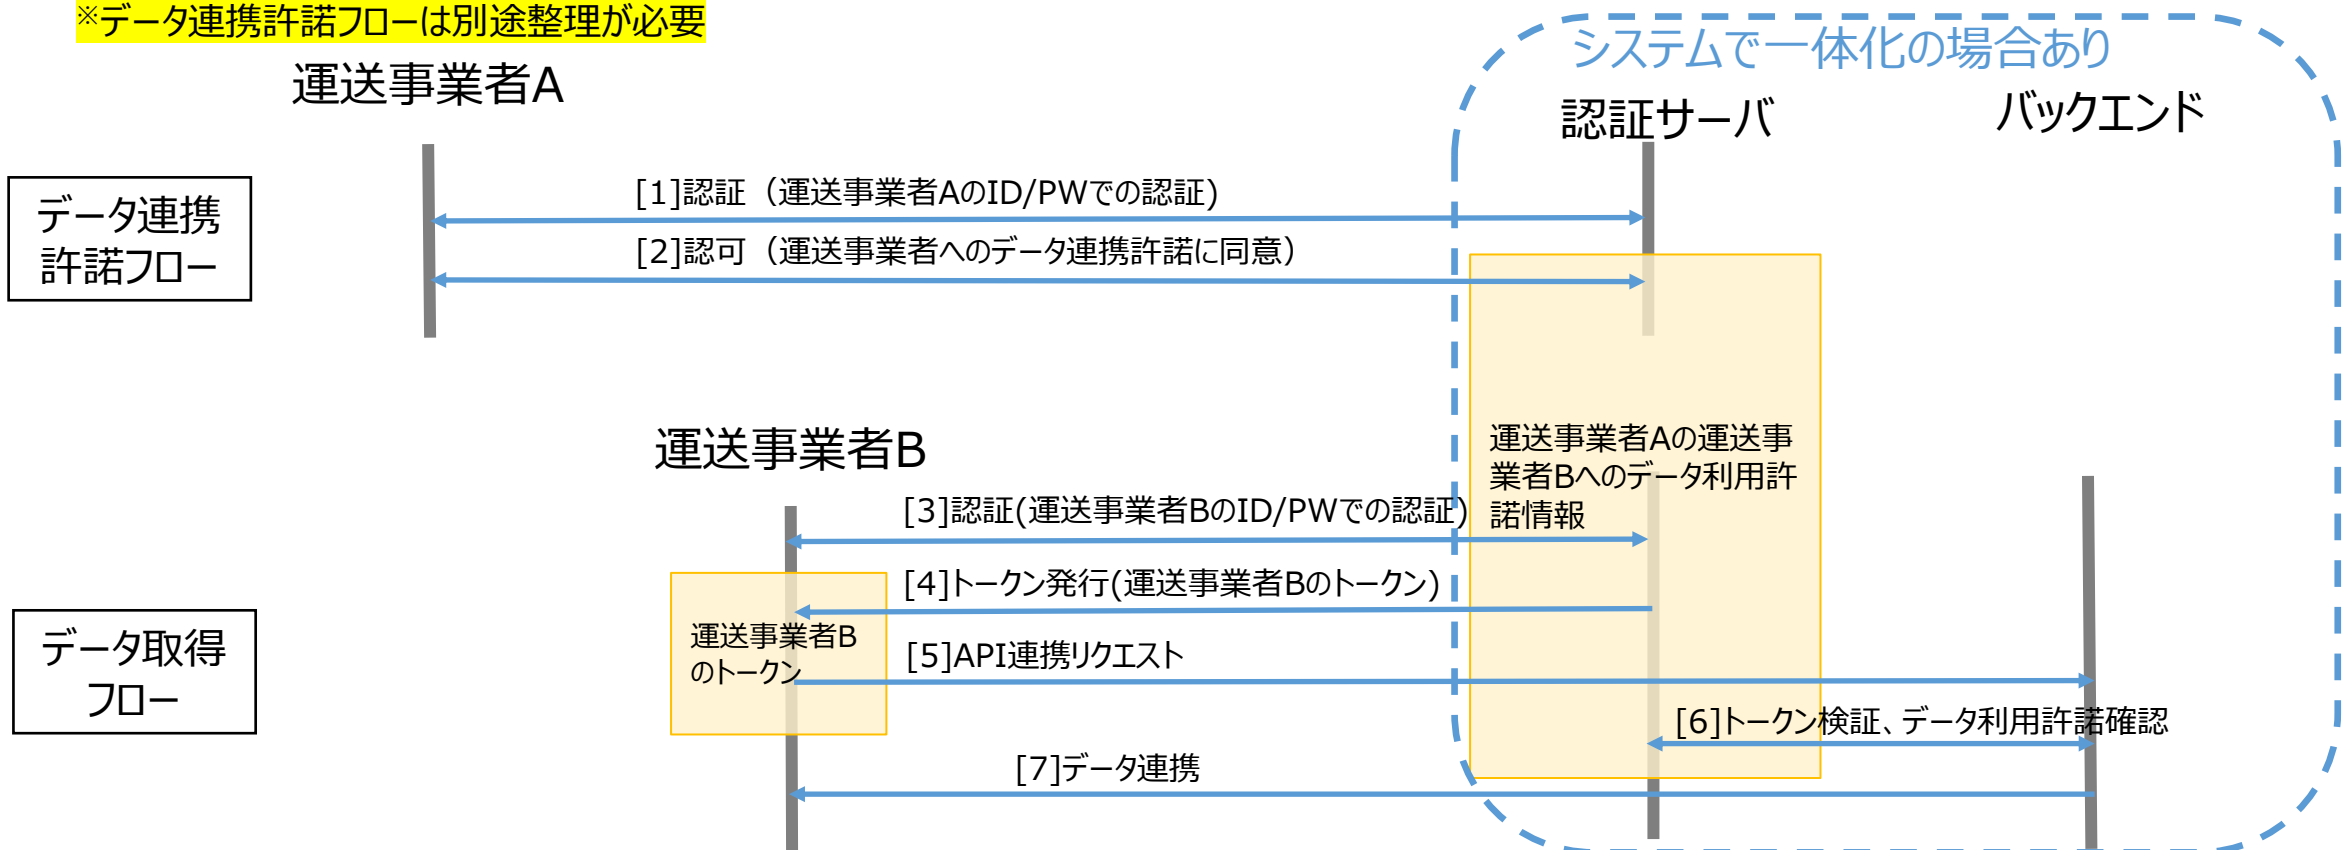 ※データ連携許諾フローは別途整理が必要
システムで一体化の場合あり
運送事業者A
認証サーバ
バックエンド
データ連携
許諾フロー
[1]認証（運送事業者AのID/PWでの認証)
[2]認可（運送事業者へのデータ連携許諾に同意）
運送事業者B
運送事業者Aの運送事
業者Bへのデータ利用許
諾情報
[3]認証(運送事業者BのID/PWでの認証)
[4]トークン発行(運送事業者Bのトークン)
運送事業者B
のトークン
データ取得
フロー
[5]API連携リクエスト
[6]トークン検証、データ利用許諾確認
[7]データ連携